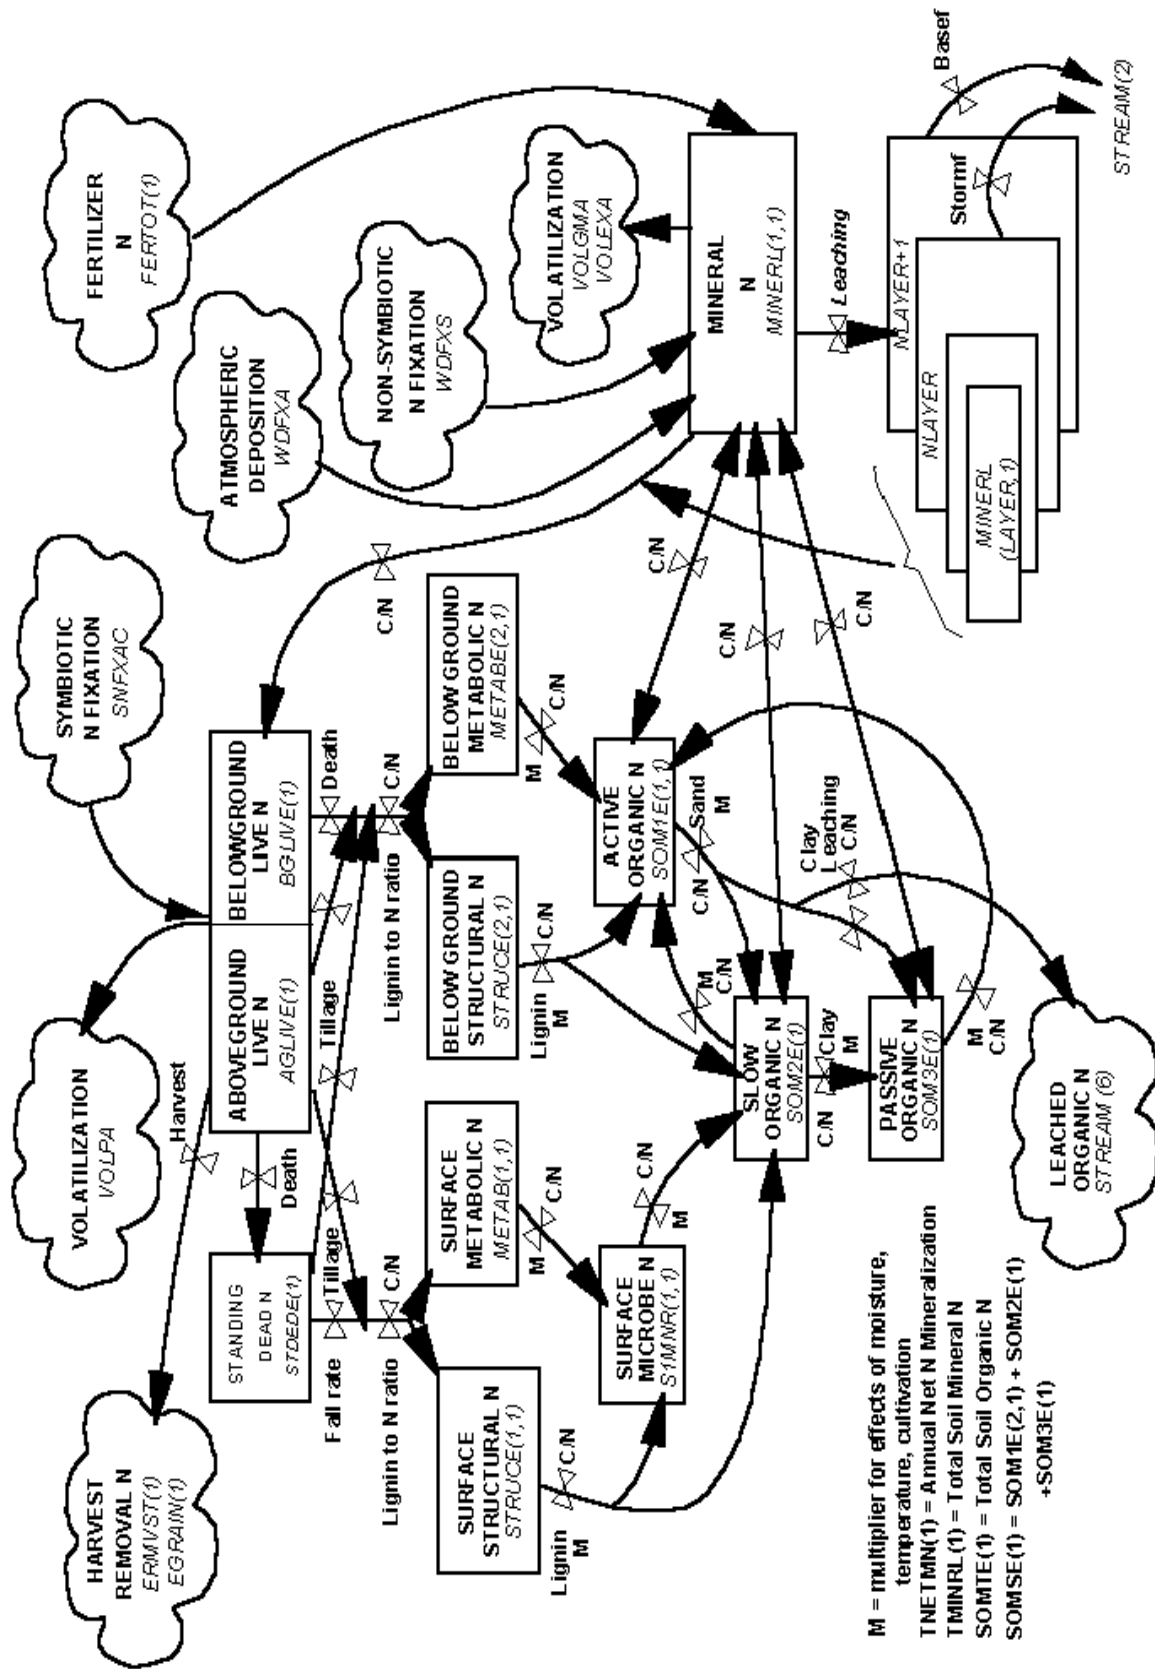 HARVEST
REMOVAL N
ERMVST(1)
EGRAIN(1)
VOLATILIZATION
VOLPA
SYMBIOTIC
N FIXATION
SNFXAC
ATMOSPHERIC
DEPOSITION
WDFXA
FERTILIZER
N
FERTOT(1)
NON-SYMBIOTIC
N FIXATION
WDFXS
VOLATILIZATION
VOLGMA
VOLEXA
Harvest
STANDING
DEAD N
STDEDE(1)
Death
ABOVEGROUND
LIVE N
AGLIVE(1)
BELOWGROUND
LIVE N
BGLIVE(1)
C/N
Fall rate
Tillage
Tillage
Death
Lignin to N ratio
C/N
Lignin to N ratio
C/N
SURFACE
STRUCTURAL N
STRUCE(1,1)
SURFACE
METABOLIC N
METAB(1,1)
BELOW GROUND
STRUCTURAL N
STRUCE(2,1)
BELOW GROUND
METABOLIC N
METABE(2,1)
MINERAL
N
MINERL(1,1)
Lignin
M
C/N
M
C/N
Lignin
M
C/N
M
C/N
C/N
C/N
C/N
Leaching
SURFACE
MICROBE N
S1MNR(1,1)
ACTIVE
ORGANIC N
SOM1E(1,1)
M
C/N
M
C/N
C/N
Sand
M
SLOW
ORGANIC N
SOM2E(1)
C/N
Clay
M
Clay
Leaching
C/N
PASSIVE
ORGANIC N
SOM3E(1)
M
C/N
NLAYER+1
NLAYER
MINERL
(LAYER,1)
Stormf
Basef
STREAM(2)
LEACHED
ORGANIC N
STREAM(6)
M = multiplier for effects of moisture,
temperature, cultivation
TNETMN(1) = Annual Net N Mineralization
TMINRL(1) = Total Soil Mineral N
SOMTE(1) = Total Soil Organic N
SOMSE(1) = SOM1E(2,1) + SOM2E(1)
+SOM3E(1)